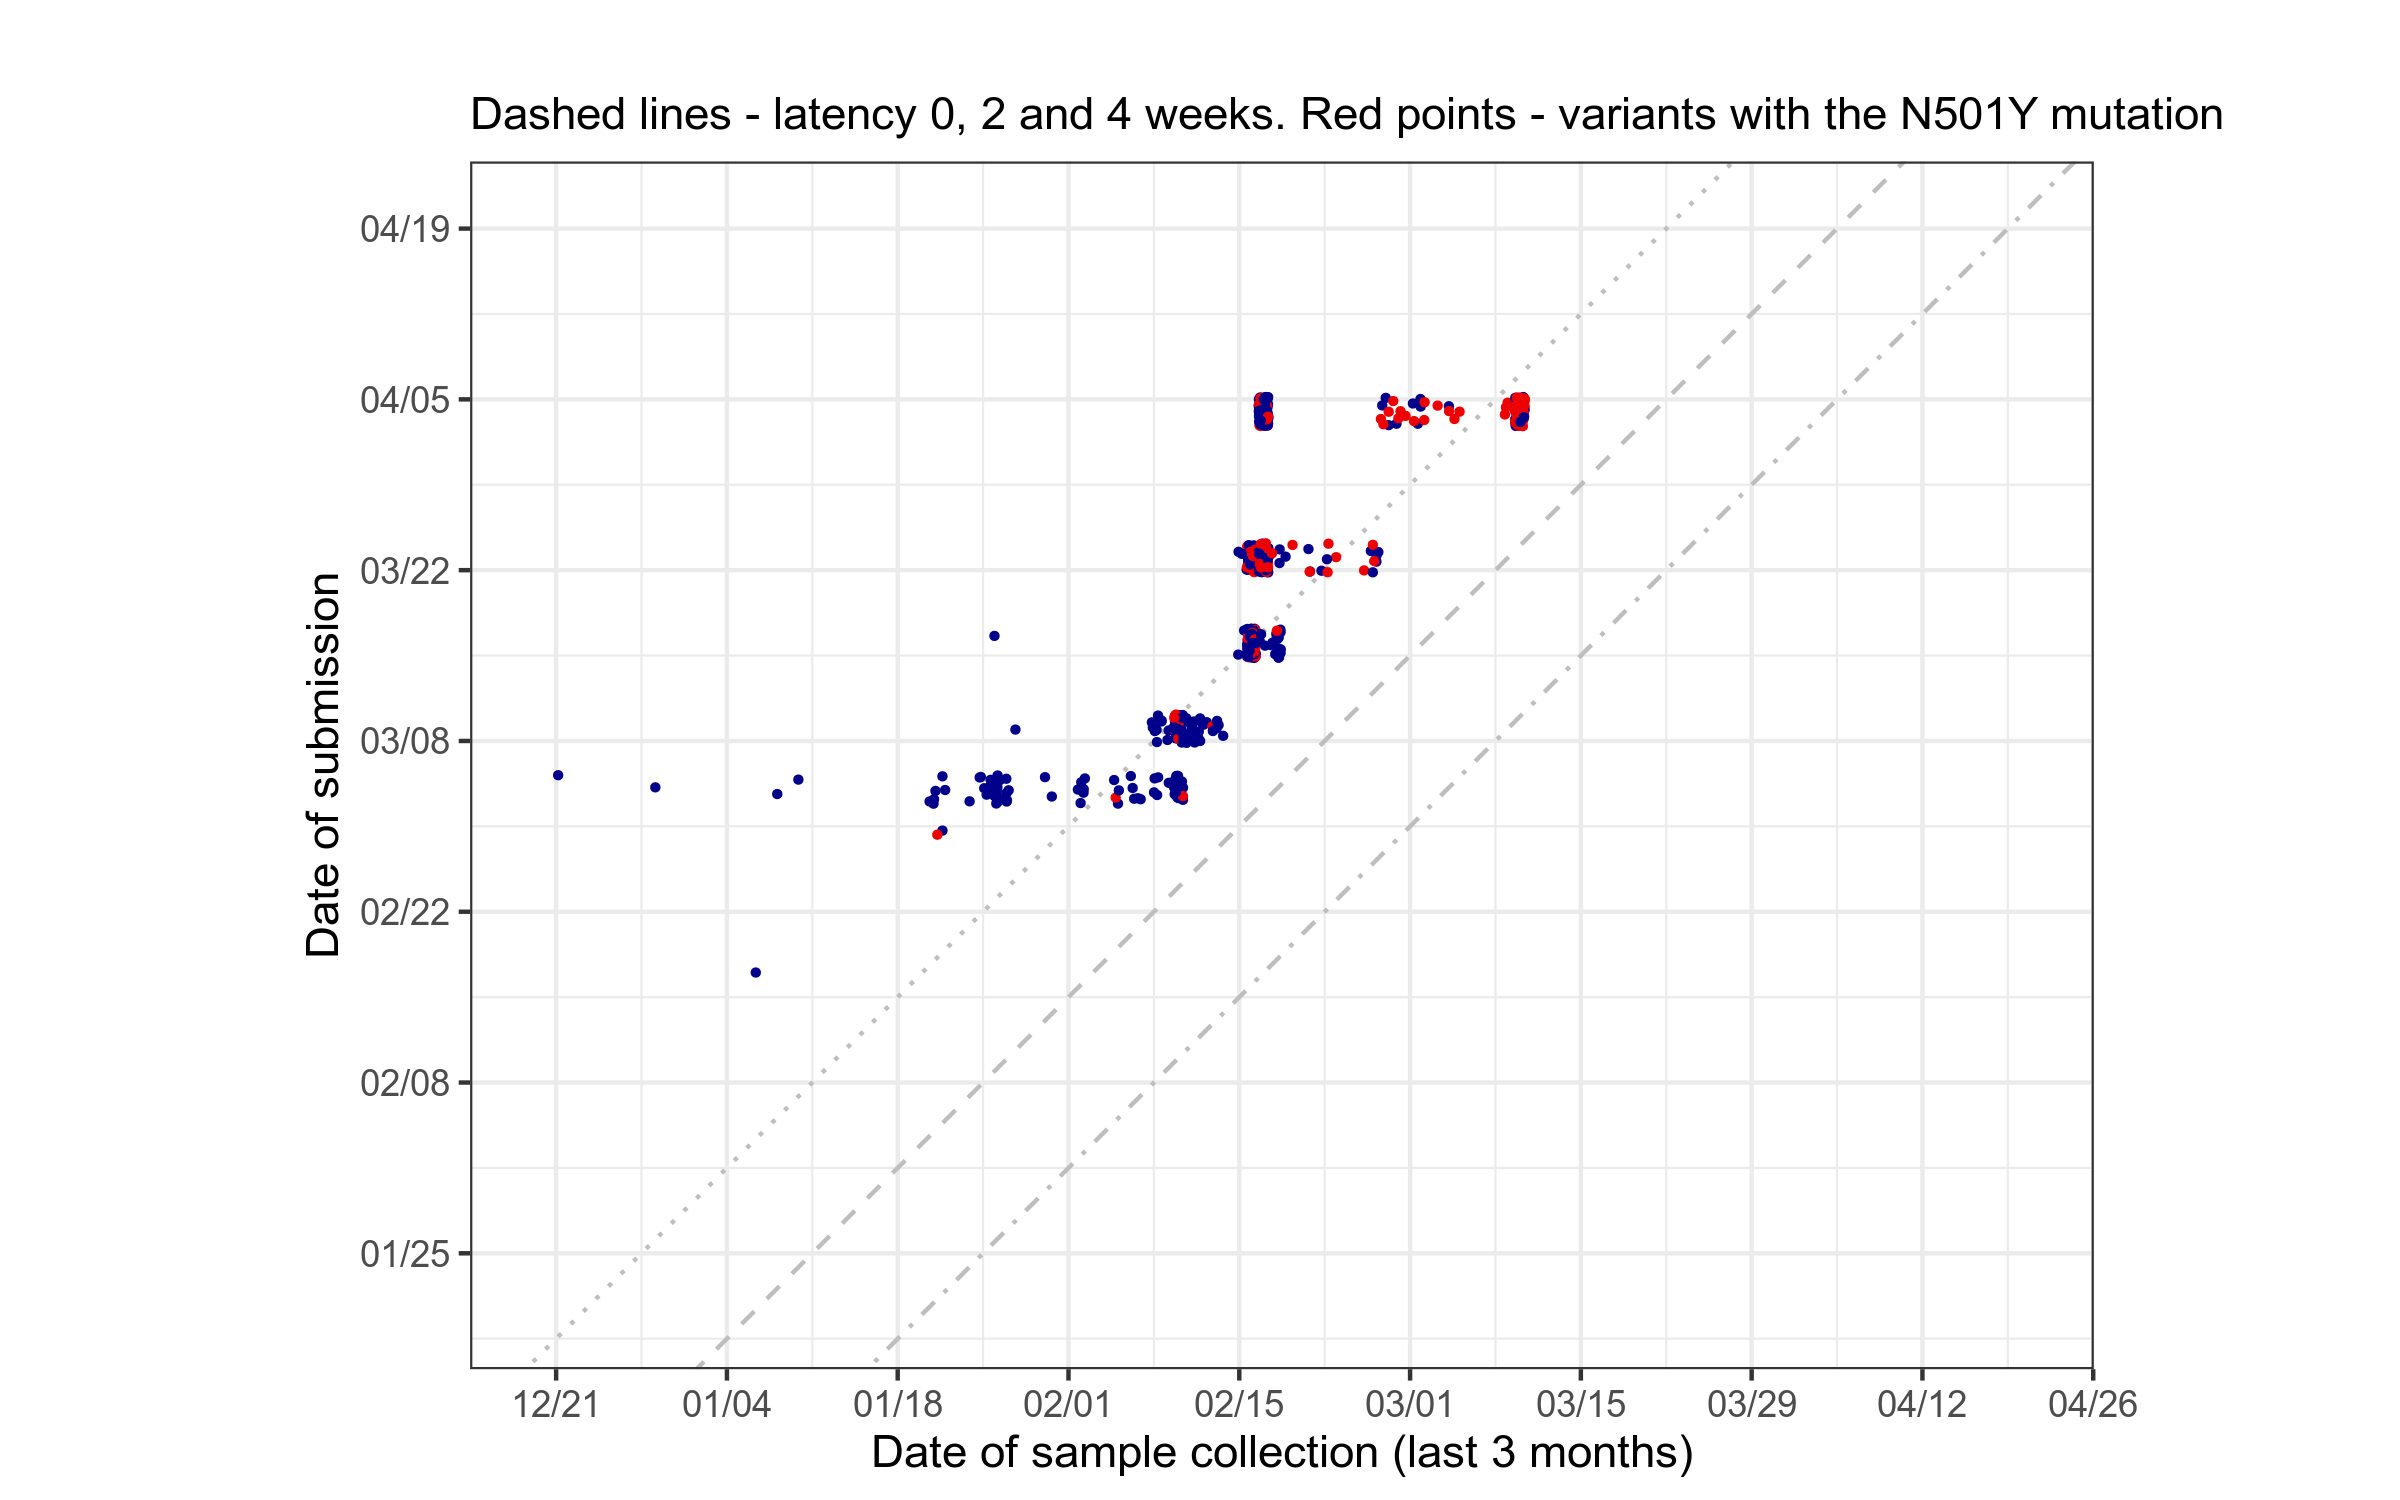 Dashed lines - latency 0, 2 and 4 weeks. Red points - variants with the N501Y mutation
Date of submission
04/19
04/05
03/22
03/08
02/22
02/08
01/25
12/21 01/04 01/18 02/01 02/15 03/01 03/15 03/29 04/12 04/26
Date of sample collection (last 3 months)